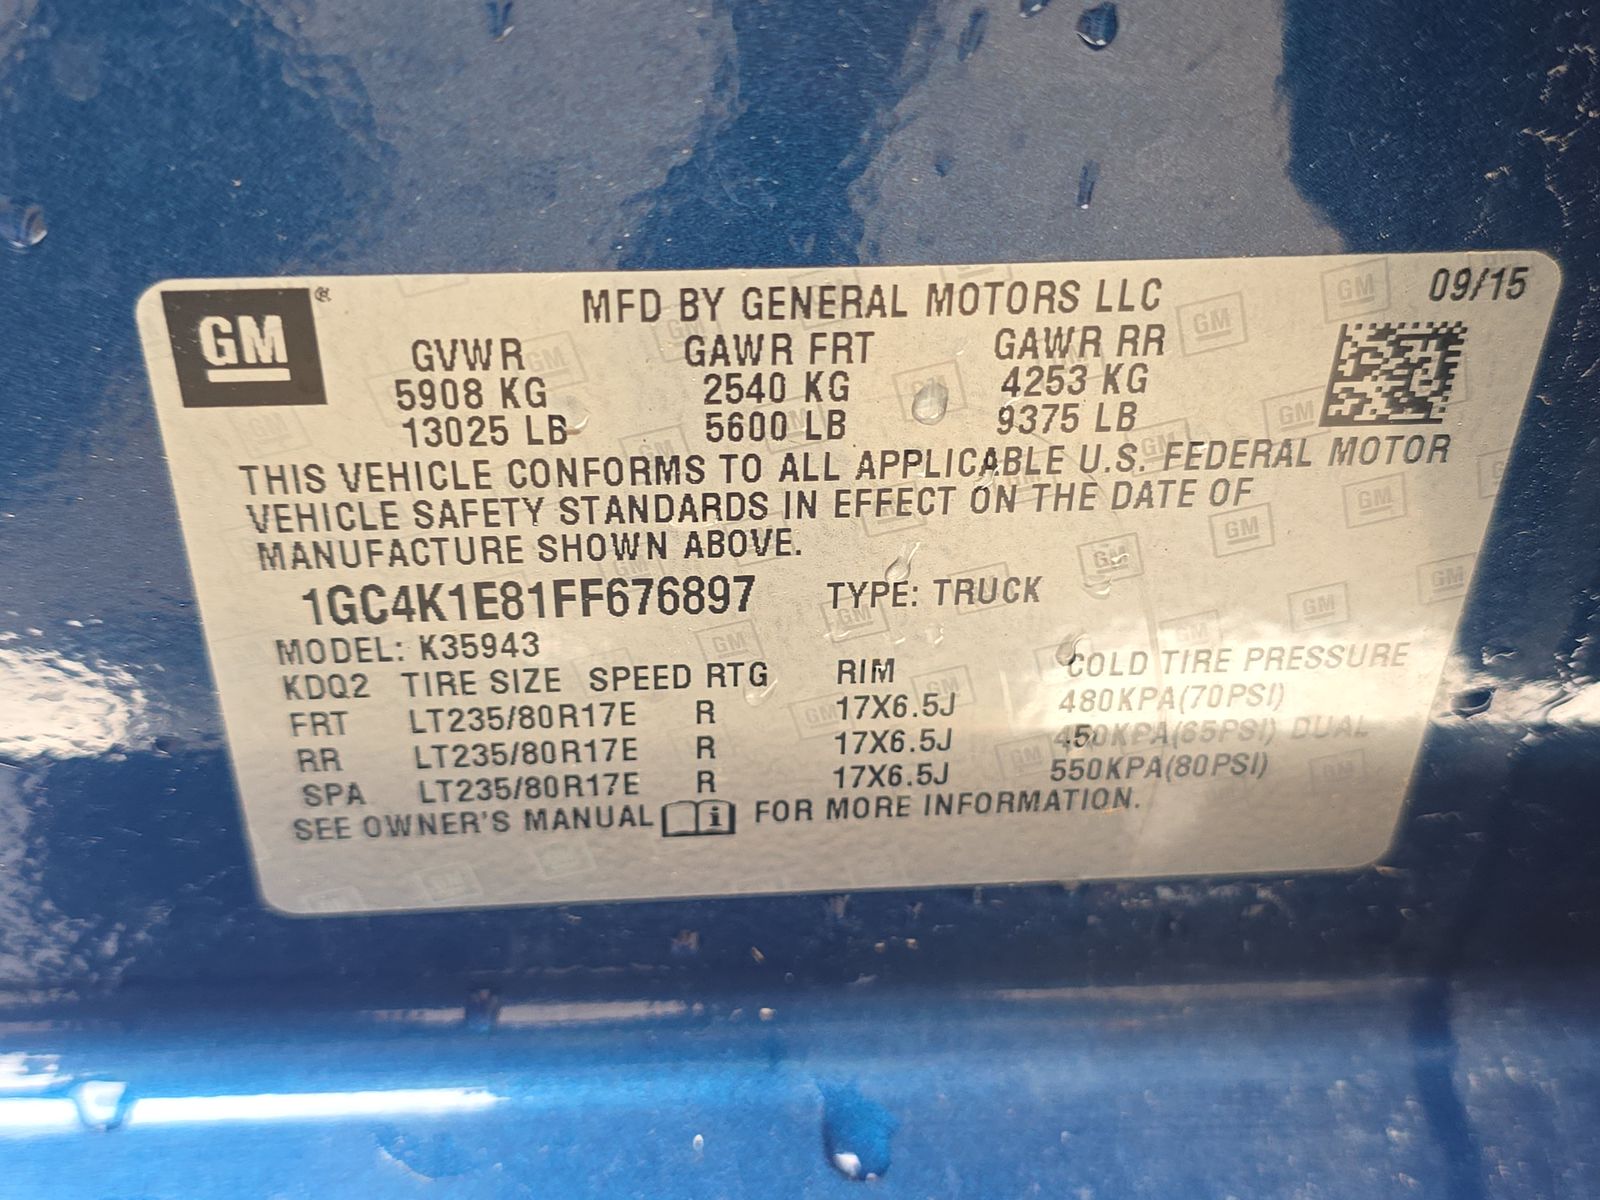 GM ®
MFD BY GENERAL MOTORS LLC 09/15
GVWR GAWR FRT GAWR RR
5908 KG 2540 KG 4253 KG
13025 LB 5600 LB 9375 LB
THIS VEHICLE CONFORMS TO ALL APPLICABLE U.S. FEDERAL MOTOR
VEHICLE SAFETY STANDARDS IN EFFECT ON THE DATE OF
MANUFACTURE SHOWN ABOVE.
1GC4K1E81FF676897 TYPE: TRUCK
MODEL: K35943
KDQ2 TIRE SIZE SPEED RTG RIM COLD TIRE PRESSURE
FRT LT235/80R17E R 17X6.5J 480KPA(70PSI)
RR LT235/80R17E R 17X6.5J 450KPA(65PSI) DUAL
SPA LT235/80R17E R 17X6.5J 550KPA(80PSI)
SEE OWNER'S MANUAL i FOR MORE INFORMATION.